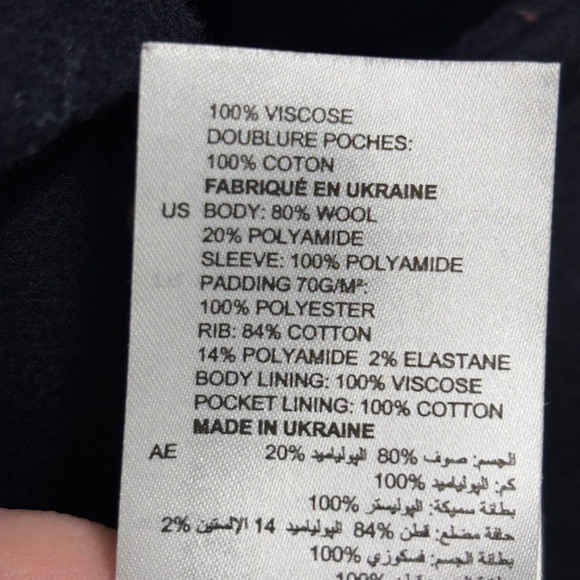 100% VISCOSE
DOUBLURE POCHES:
100% COTON
FABRIQUÉ EN UKRAINE
US BODY: 80% WOOL
20% POLYAMIDE
SLEEVE: 100% POLYAMIDE
PADDING 70G/M²:
100% POLYESTER
RIB: 84% COTTON
14% POLYAMIDE 2% ELASTANE
BODY LINING: 100% VISCOSE
POCKET LINING: 100% COTTON
MADE IN UKRAINE
AE الجسم: صوف %80 البولياميد %20
كم: البولياميد %100
بطانة سميكة: البوليستر %100
حافة مضلع: قطن %84 البولياميد 14 الإلستين %2
بطانة الجسم: فسكوزي %100
قطن %100